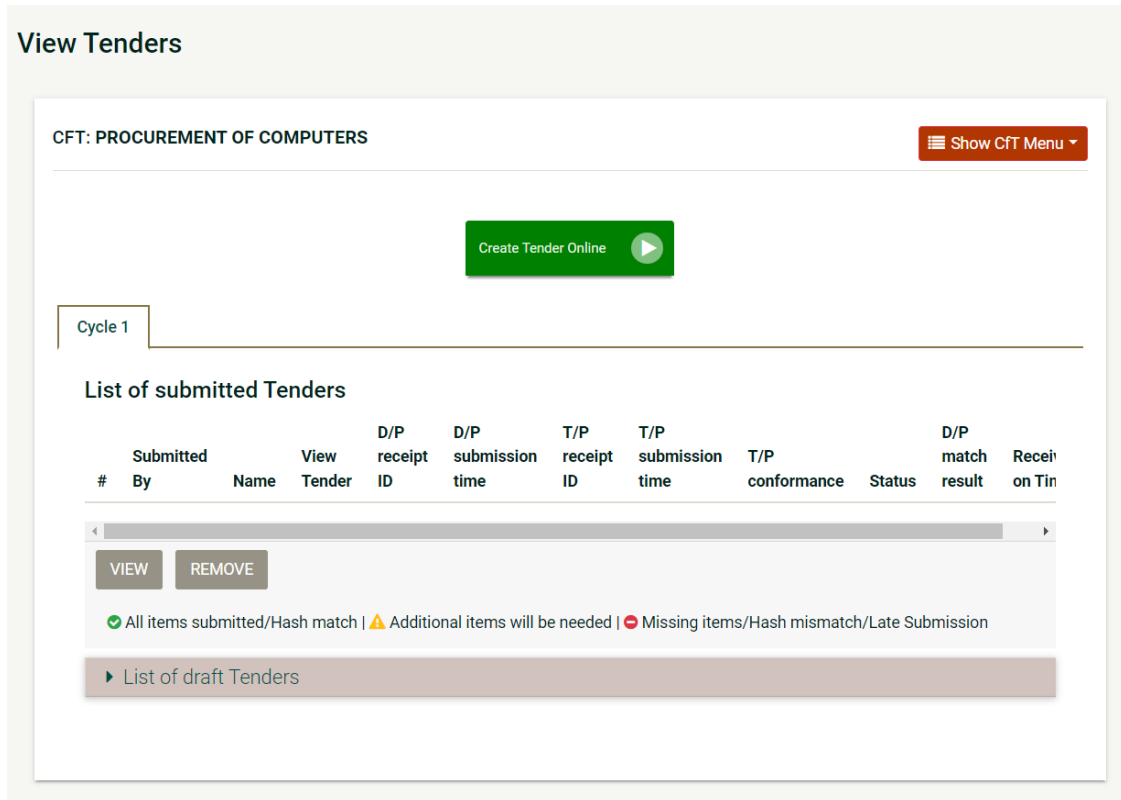 View Tenders
CFT: PROCUREMENT OF COMPUTERS
Show CfT Menu
Create Tender Online
Cycle 1
List of submitted Tenders
# Submitted By Name View Tender D/P receipt ID D/P submission time T/P receipt ID T/P submission time T/P conformance Status D/P match result Receiv on Tin
VIEW REMOVE
All items submitted/Hash match | Additional items will be needed | Missing items/Hash mismatch/Late Submission
List of draft Tenders